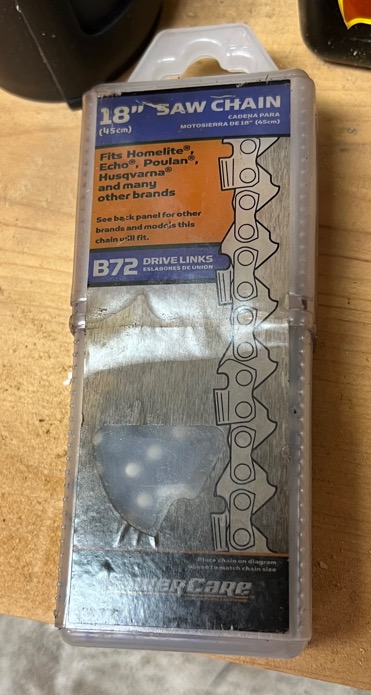 18" SAW CHAIN
(45cm) CADENA PARA
MOTOSIERRA DE 18" (45cm)
Fits Homelite®,
Echo®, Poulan®,
Husqvarna®
and many
other brands
See back panel for other
brands and models this
chain will fit.
B72 DRIVE LINKS
ESLABONES DE UNION
Place chain on diagram
above to match chain size
PowerCare